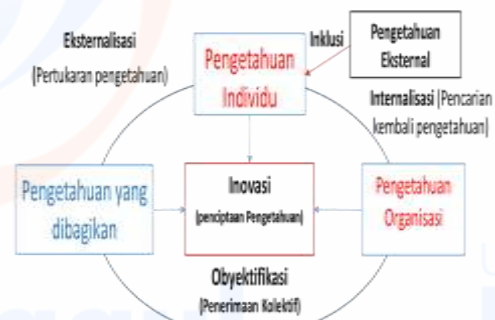 Eksternalisasi
(Pertukaran pengetahuan)
Pengetahuan
Individu
Inklusi
Pengetahuan
Eksternal
Internalisasi (Pencarian
kembali pengetahuan)
Pengetahuan yang
dibagikan
Inovasi
(penciptaan Pengetahuan)
Pengetahuan
Organisasi
Obyektifikasi
(Penerimaan Kolektif)